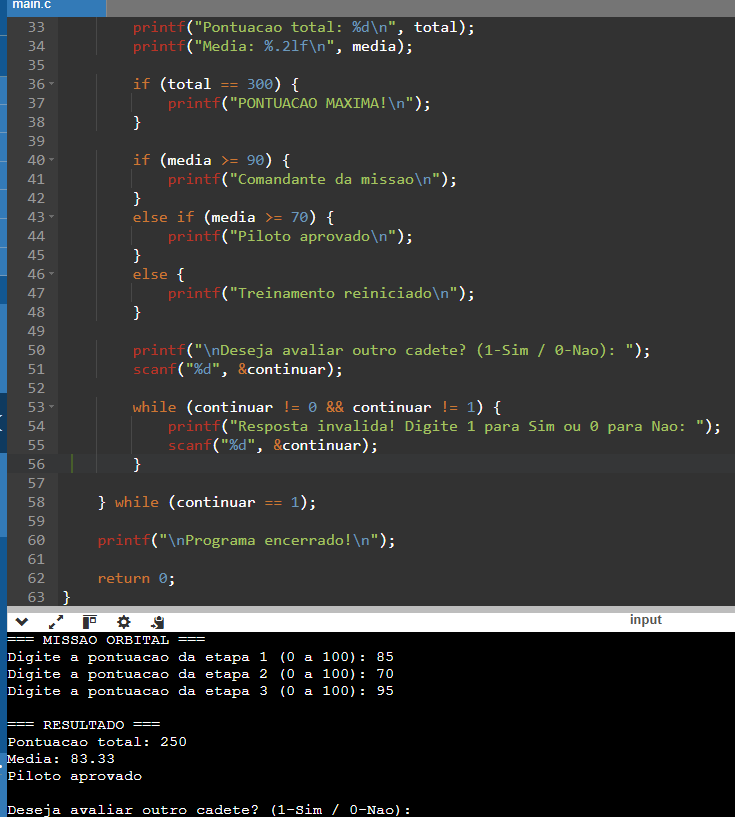 main.c
33 printf("Pontuacao total: %d\n", total);
34 printf("Media: %.2lf\n", media);
35
36 if (total == 300) {
37 printf("PONTUACAO MAXIMA!\n");
38 }
39
40 if (media >= 90) {
41 printf("Comandante da missao\n");
42 }
43 else if (media >= 70) {
44 printf("Piloto aprovado\n");
45 }
46 else {
47 printf("Treinamento reiniciado\n");
48 }
49
50 printf("\nDeseja avaliar outro cadete? (1-Sim / 0-Nao): ");
51 scanf("%d", &continuar);
52
53 while (continuar != 0 && continuar != 1) {
54 printf("Resposta invalida! Digite 1 para Sim ou 0 para Nao: ");
55 scanf("%d", &continuar);
56 }
57
58 } while (continuar == 1);
59
60 printf("\nPrograma encerrado!\n");
61
62 return 0;
63 }
input
=== MISSAO ORBITAL ===
Digite a pontuacao da etapa 1 (0 a 100): 85
Digite a pontuacao da etapa 2 (0 a 100): 70
Digite a pontuacao da etapa 3 (0 a 100): 95
=== RESULTADO ===
Pontuacao total: 250
Media: 83.33
Piloto aprovado
Deseja avaliar outro cadete? (1-Sim / 0-Nao):